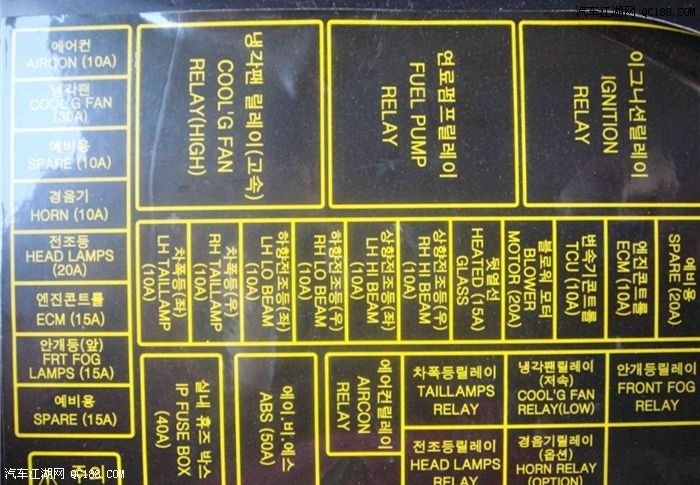 汽车江湖网 QC188.COM
에어컨
AIRCON (10A)
냉각팬
COOL'G FAN
(30A)
예비용
SPARE (10A)
경음기
HORN (10A)
전조등
HEAD LAMPS
(20A)
엔진콘트롤
ECM (15A)
안개등(앞)
FRT FOG
LAMPS (15A)
예비용
SPARE (15A)
냉각팬 릴레이(고속)
COOL'G FAN
RELAY(HIGH)
연료펌프릴레이
FUEL PUMP
RELAY
이그니션릴레이
IGNITION
RELAY
차폭등(좌)
LH TAILLAMP
(10A)
차폭등(우)
RH TAILLAMP
(10A)
하향전조등(좌)
LH LO BEAM
(10A)
하향전조등(우)
RH LO BEAM
(10A)
상향전조등(좌)
LH HI BEAM
(10A)
상향전조등(우)
RH HI BEAM
(10A)
뒷열선
HEATED (15A)
GLASS
블로워 모터
BLOWER
MOTOR (20A)
변속기콘트롤
TCU (10A)
엔진콘트롤
ECM (10A)
예비용
SPARE (20A)
실내 휴즈 박스
IP FUSE BOX
(40A)
에이.비.에스
ABS (50A)
에어컨릴레이
AIRCON
RELAY
차폭등릴레이
TAILLAMPS
RELAY
냉각팬릴레이
(저속)
COOL'G FAN
RELAY(LOW)
안개등릴레이
FRONT FOG
RELAY
전조등릴레이
HEAD LAMPS
RELAY
경음기릴레이
(옵션)
HORN RELAY
(OPTION)
汽车江湖网 QC188.COM